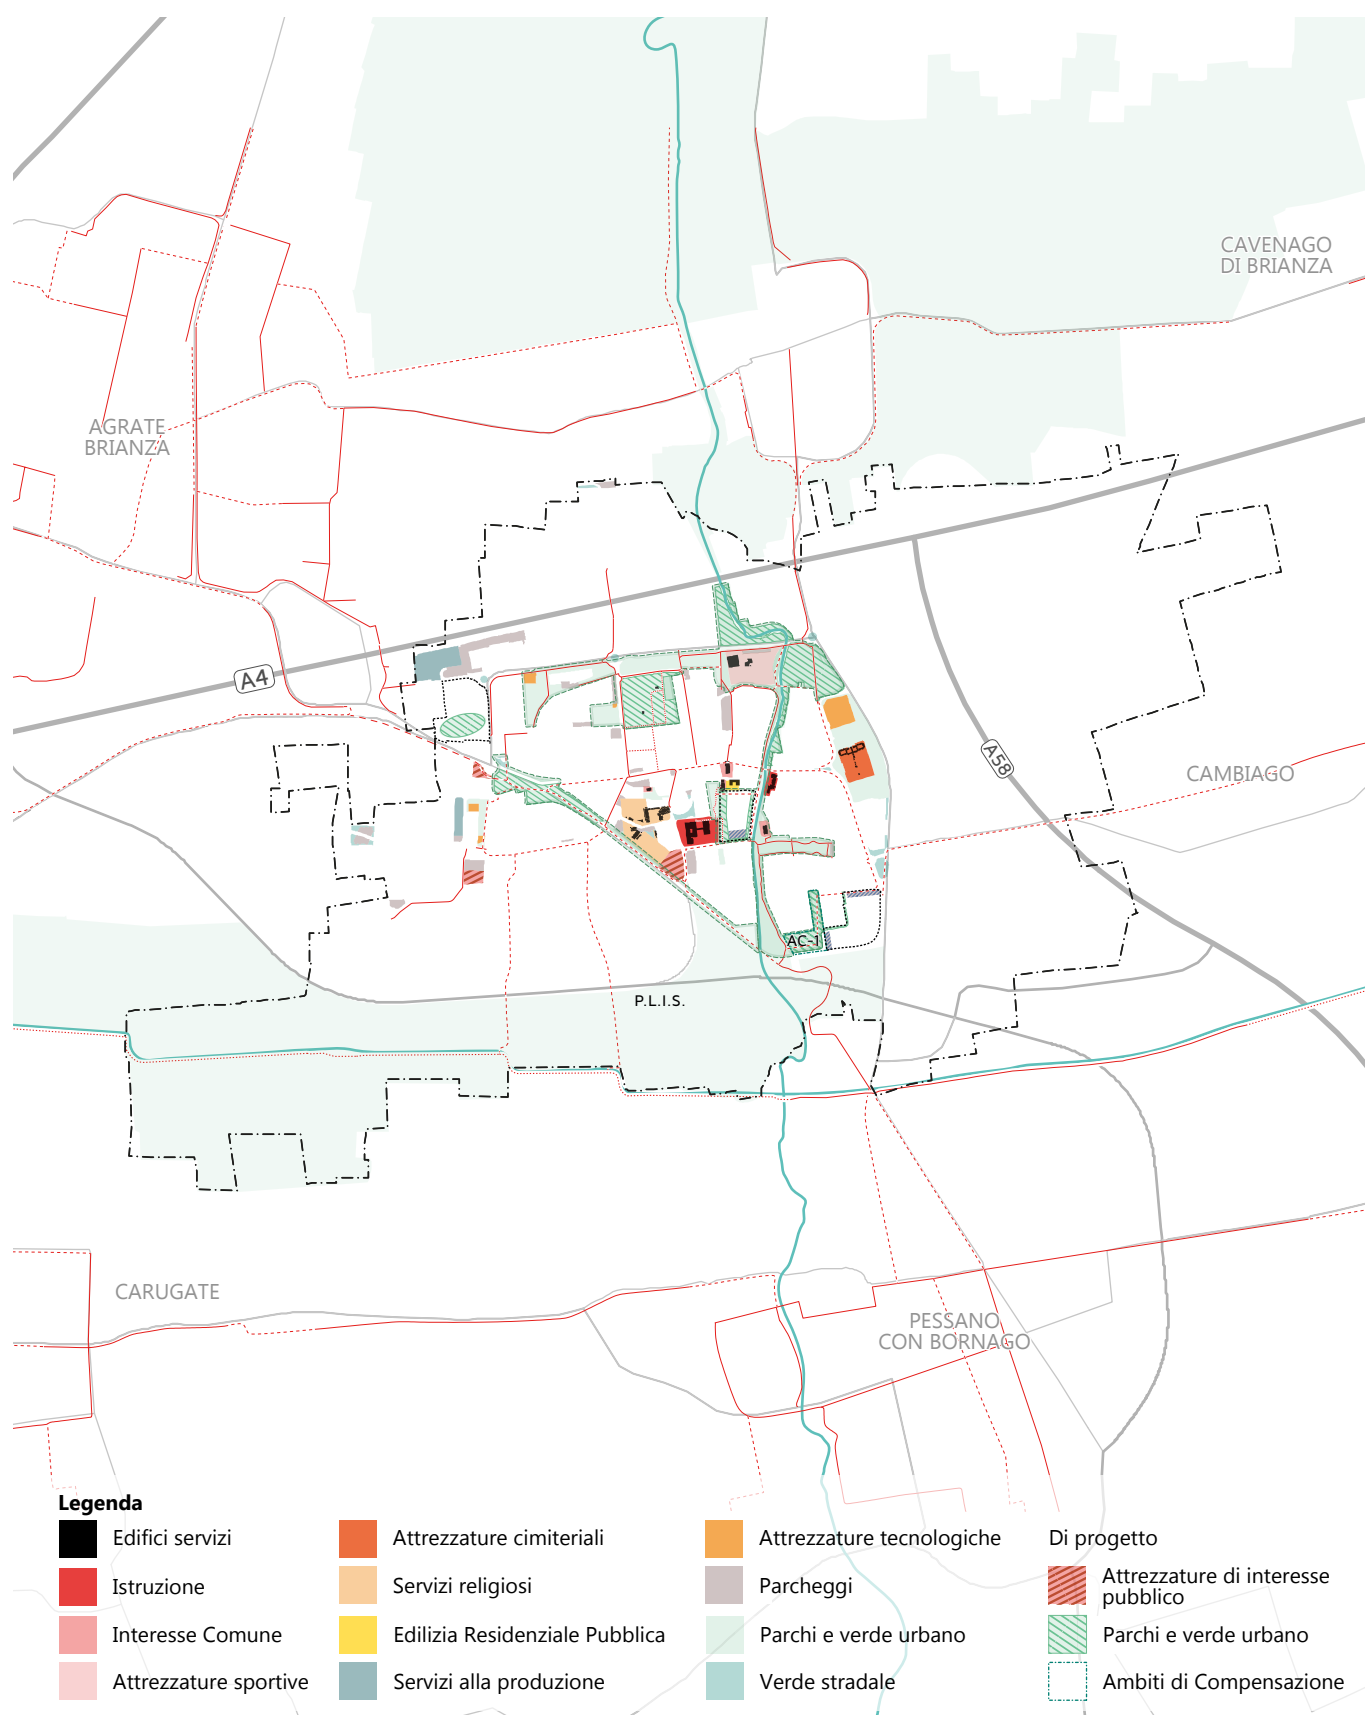 CAVENAGO
DI BRIANZA
AGRATE
BRIANZA
A4
A58
CAMBIAGO
AC-1
P.L.I.S.
CARUGATE
PESSANO
CON BORNAGO
Legenda
Edifici servizi
Istruzione
Interesse Comune
Attrezzature sportive
Attrezzature cimiteriali
Servizi religiosi
Edilizia Residenziale Pubblica
Servizi alla produzione
Attrezzature tecnologiche
Parcheggi
Parchi e verde urbano
Verde stradale
Di progetto
Attrezzature di interesse
pubblico
Parchi e verde urbano
Ambiti di Compensazione